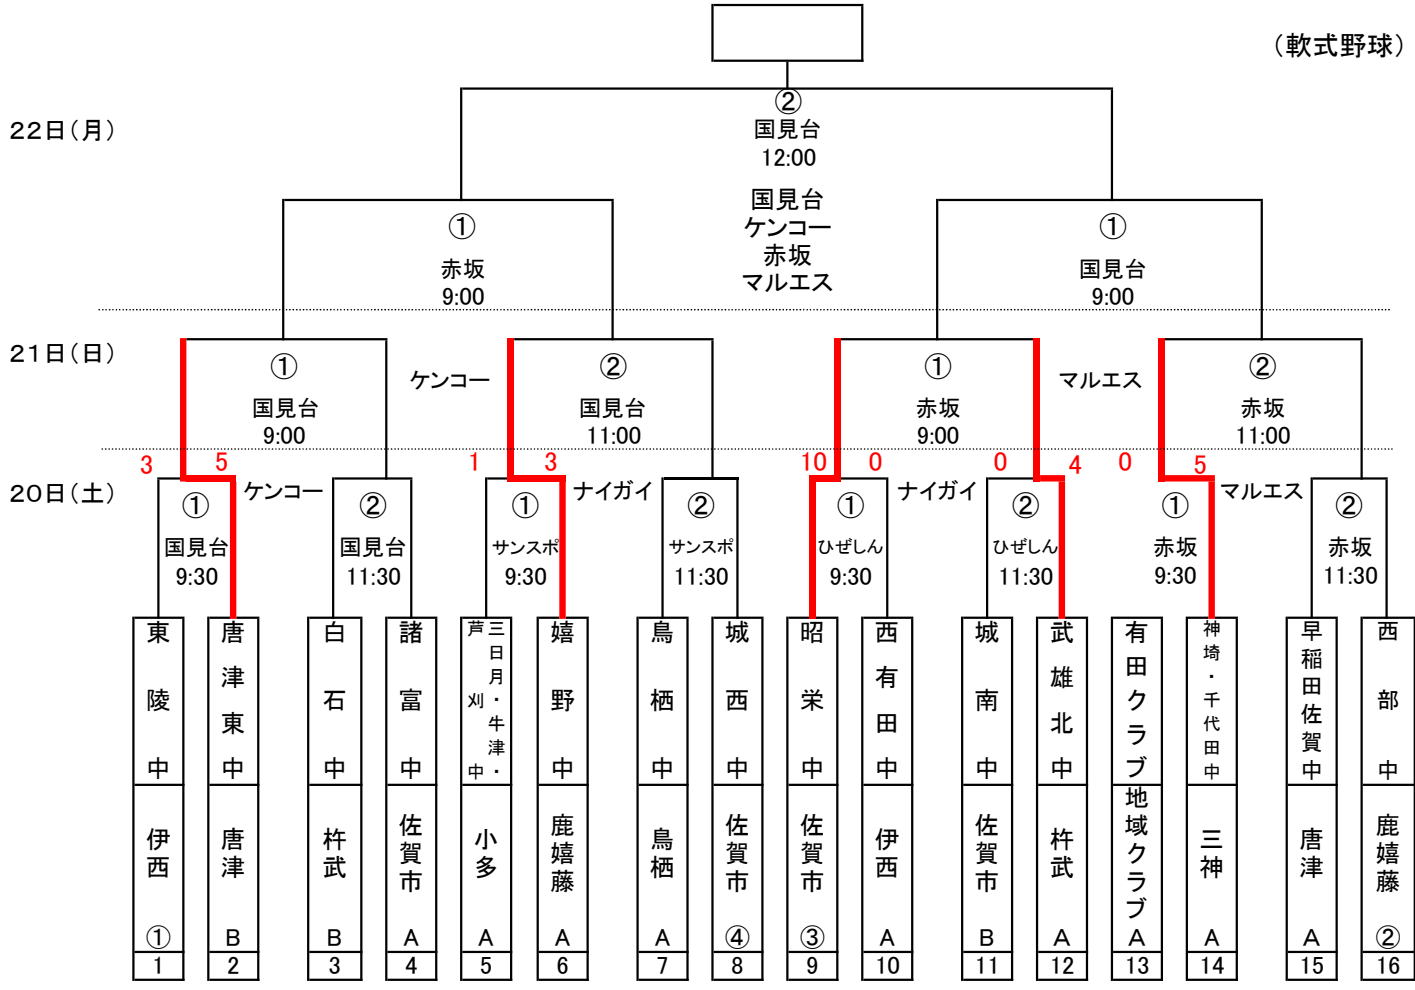 （軟式野球）
②
22日（月）
国見台
12:00
国見台
ケンコー
赤坂
マルエス
①
赤坂
9:00
①
国見台
9:00
21日（日）
①
国見台
9:00
ケンコー
②
国見台
11:00
①
赤坂
9:00
マルエス
②
赤坂
11:00
3 5 1 3 10 0 0 4 0 5
20日（土）
ケンコー
ナイガイ
ナイガイ
マルエス
①
国見台
9:30
②
国見台
11:30
①
サンスポ
9:30
②
サンスポ
11:30
①
ひぜしん
9:30
②
ひぜしん
11:30
①
赤坂
9:30
②
赤坂
11:30
東陵中
唐津東中
白石中
諸富中
三日月・牛津・
芦刈中
嬉野中
鳥栖中
城西中
昭栄中
西有田中
城南中
武雄北中
有田クラブ
神埼・千代田中
早稲田佐賀中
西部中
伊西
唐津
杵武
佐賀市
小多
鹿嬉藤
鳥栖
佐賀市
佐賀市
伊西
佐賀市
杵武
地域クラブ
三神
唐津
鹿嬉藤
① B B A A A A ④ ③ A B A A A A ②
1 2 3 4 5 6 7 8 9 10 11 12 13 14 15 16